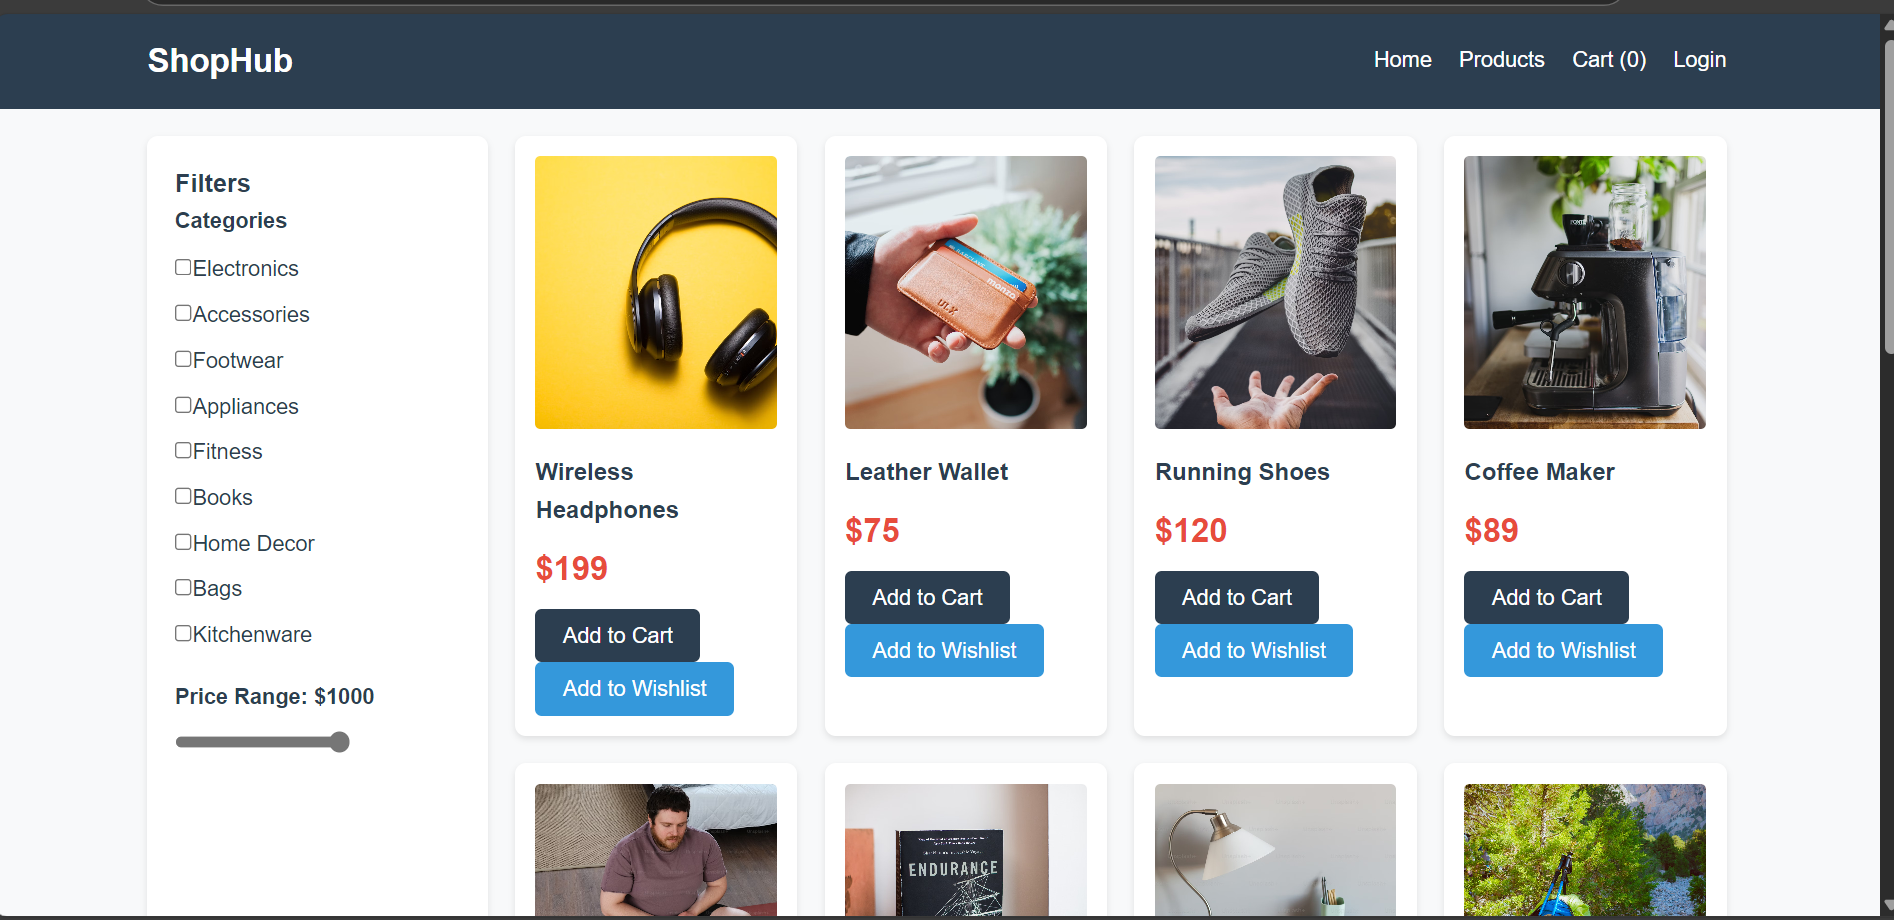 ShopHub
Home Products Cart (0) Login
Filters
Categories
Electronics
Accessories
Footwear
Appliances
Fitness
Books
Home Decor
Bags
Kitchenware
Price Range: $1000
Wireless
Headphones
$199
Add to Cart
Add to Wishlist
BARCLAYS
monzo
Leather Wallet
$75
Add to Cart
Add to Wishlist
Running Shoes
$120
Add to Cart
Add to Wishlist
Coffee Maker
$89
Add to Cart
Add to Wishlist
ENDURANCE